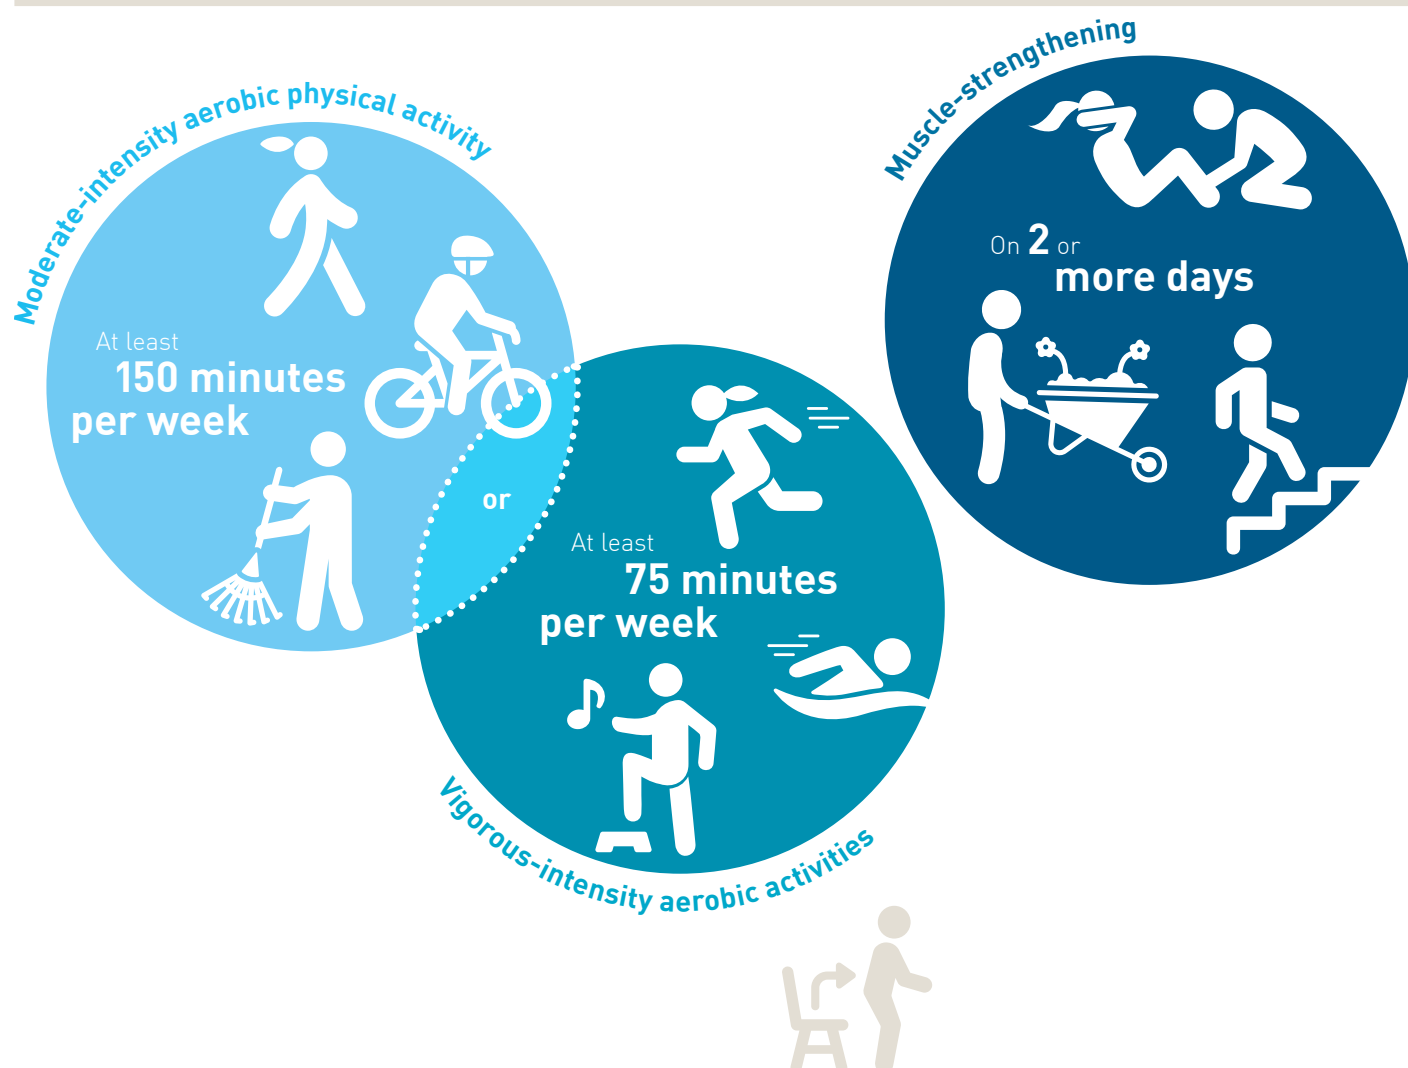 Moderate-intensity aerobic physical activity
At least
150 minutes
per week
or
At least
75 minutes
per week
Vigorous-intensity aerobic activities
Muscle-strengthening
On 2 or
more days